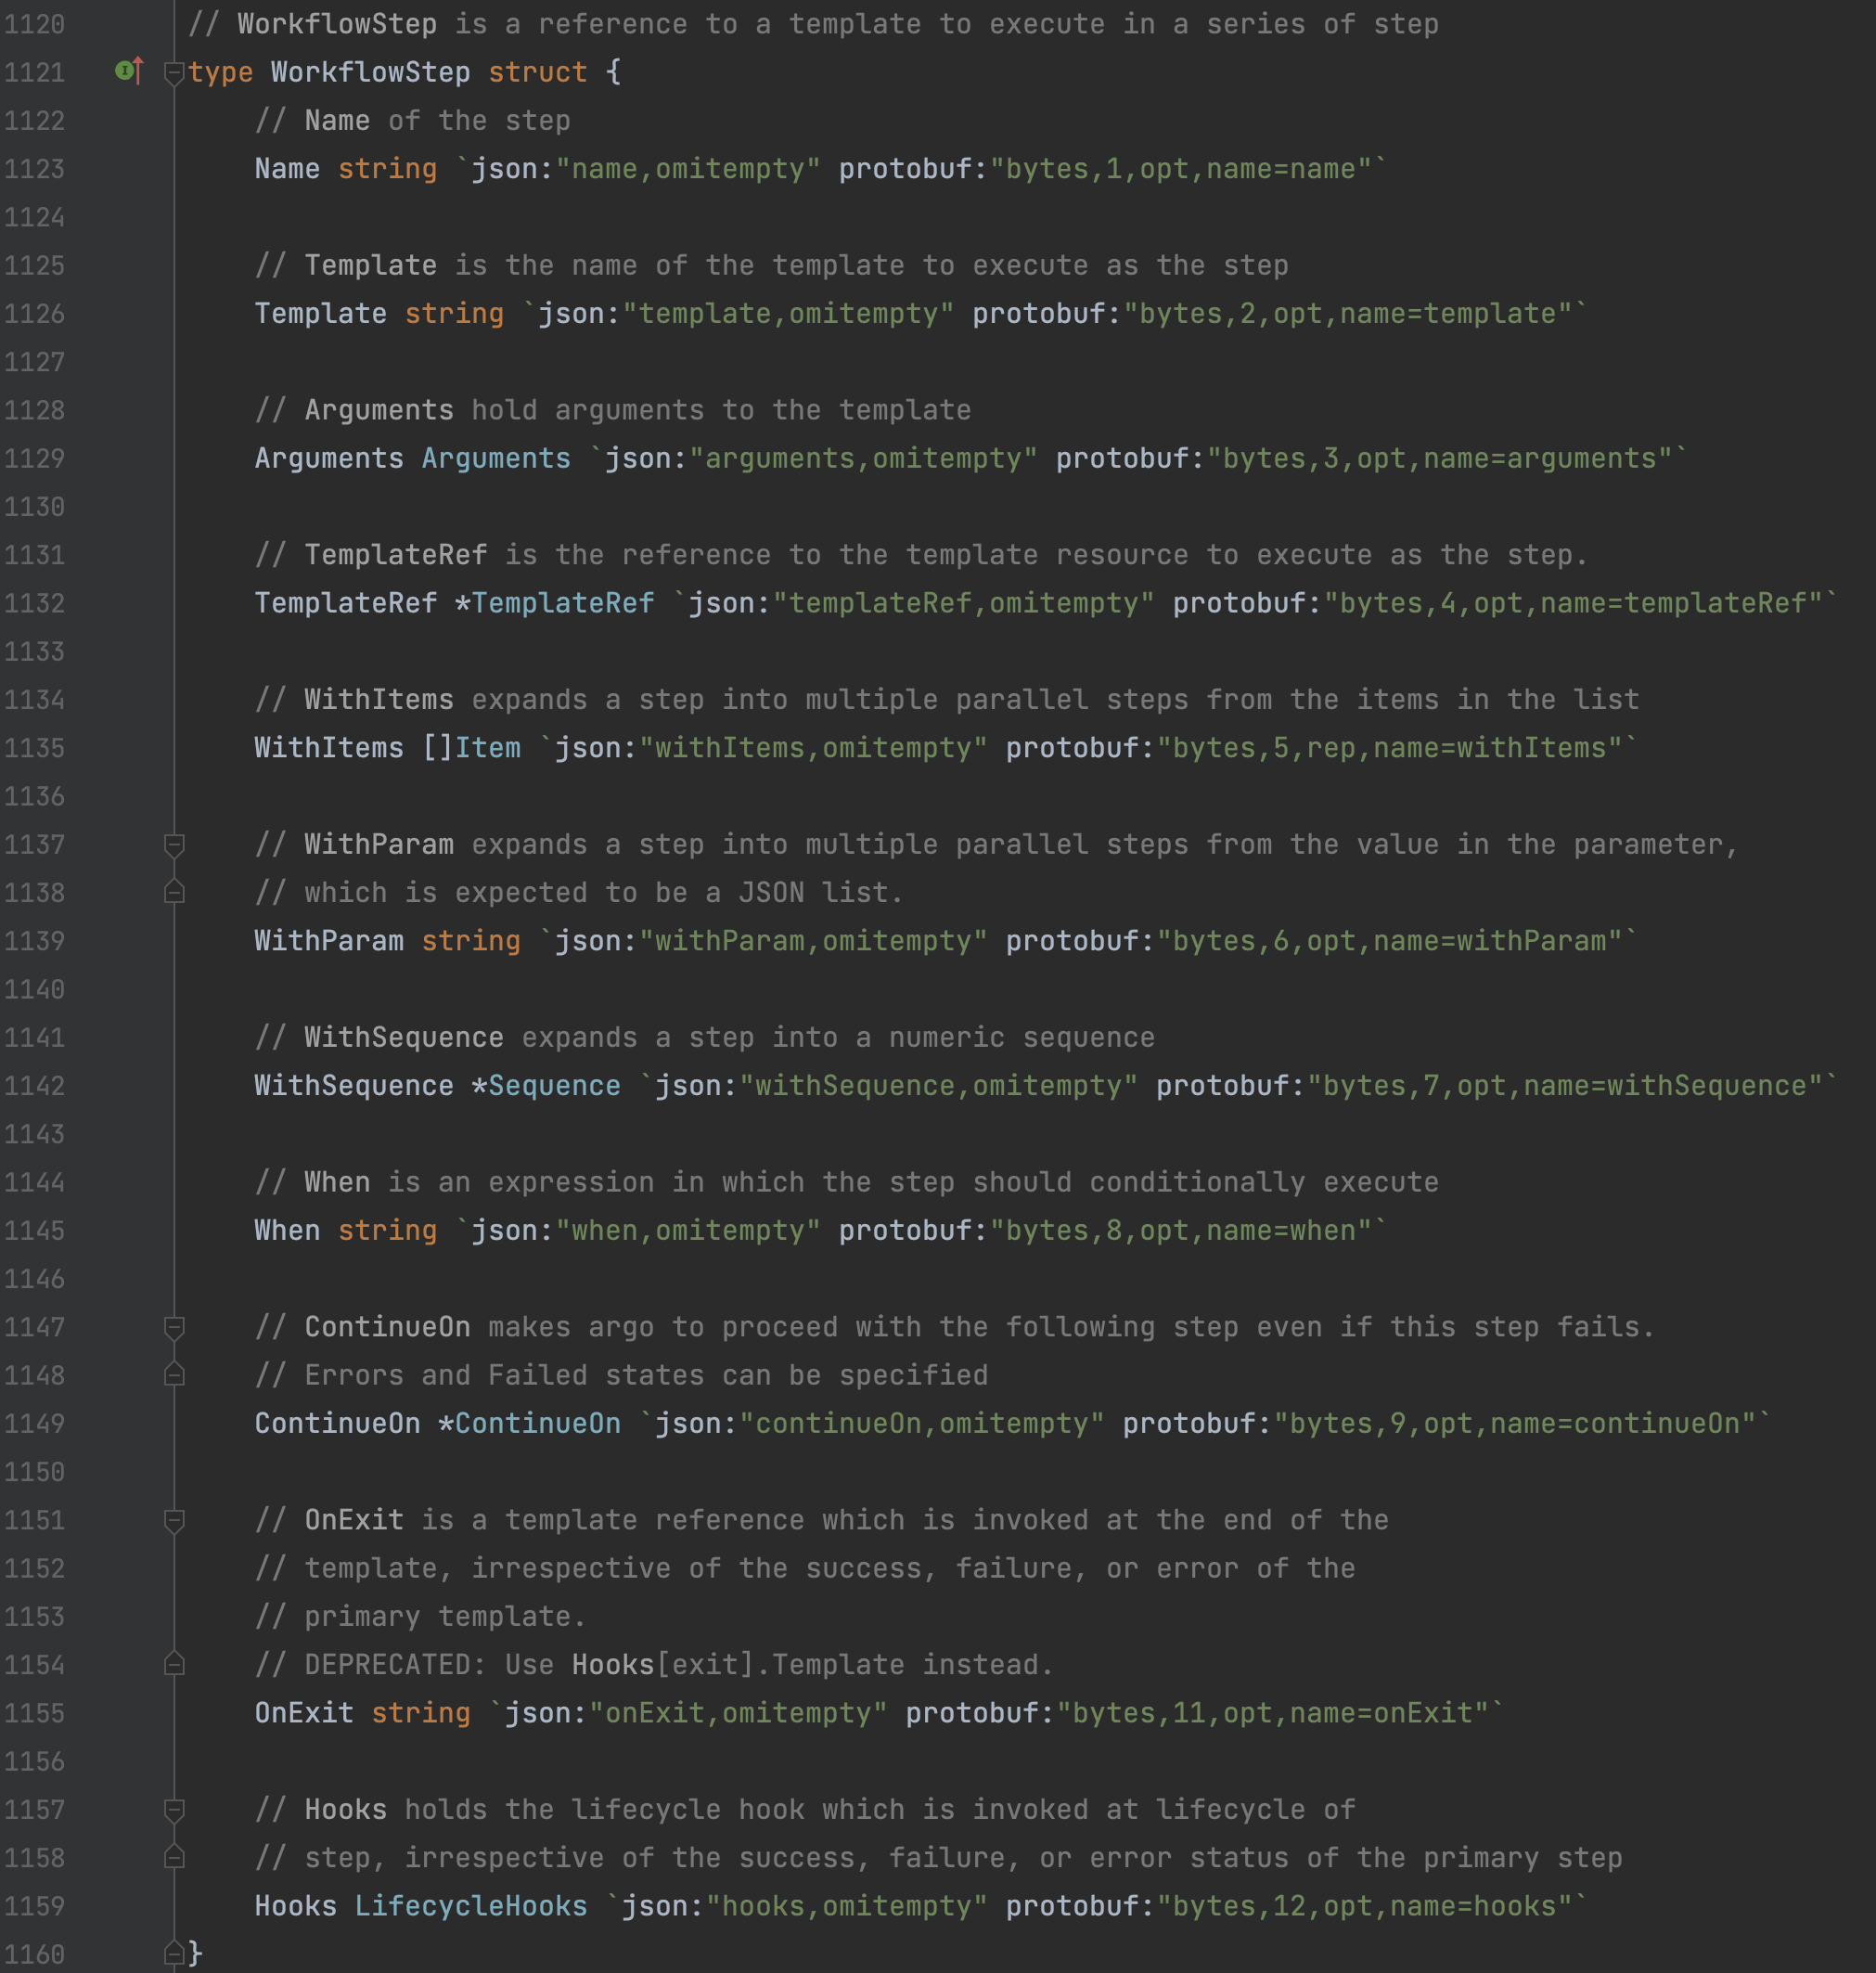 1120 // WorkflowStep is a reference to a template to execute in a series of step
1121 type WorkflowStep struct {
1122 // Name of the step
1123 Name string `json:"name,omitempty" protobuf:"bytes,1,opt,name=name"`
1124
1125 // Template is the name of the template to execute as the step
1126 Template string `json:"template,omitempty" protobuf:"bytes,2,opt,name=template"`
1127
1128 // Arguments hold arguments to the template
1129 Arguments Arguments `json:"arguments,omitempty" protobuf:"bytes,3,opt,name=arguments"`
1130
1131 // TemplateRef is the reference to the template resource to execute as the step.
1132 TemplateRef *TemplateRef `json:"templateRef,omitempty" protobuf:"bytes,4,opt,name=templateRef"`
1133
1134 // WithItems expands a step into multiple parallel steps from the items in the list
1135 WithItems []Item `json:"withItems,omitempty" protobuf:"bytes,5,rep,name=withItems"`
1136
1137 // WithParam expands a step into multiple parallel steps from the value in the parameter,
1138 // which is expected to be a JSON list.
1139 WithParam string `json:"withParam,omitempty" protobuf:"bytes,6,opt,name=withParam"`
1140
1141 // WithSequence expands a step into a numeric sequence
1142 WithSequence *Sequence `json:"withSequence,omitempty" protobuf:"bytes,7,opt,name=withSequence"`
1143
1144 // When is an expression in which the step should conditionally execute
1145 When string `json:"when,omitempty" protobuf:"bytes,8,opt,name=when"`
1146
1147 // ContinueOn makes argo to proceed with the following step even if this step fails.
1148 // Errors and Failed states can be specified
1149 ContinueOn *ContinueOn `json:"continueOn,omitempty" protobuf:"bytes,9,opt,name=continueOn"`
1150
1151 // OnExit is a template reference which is invoked at the end of the
1152 // template, irrespective of the success, failure, or error of the
1153 // primary template.
1154 // DEPRECATED: Use Hooks[exit].Template instead.
1155 OnExit string `json:"onExit,omitempty" protobuf:"bytes,11,opt,name=onExit"`
1156
1157 // Hooks holds the lifecycle hook which is invoked at lifecycle of
1158 // step, irrespective of the success, failure, or error status of the primary step
1159 Hooks LifecycleHooks `json:"hooks,omitempty" protobuf:"bytes,12,opt,name=hooks"`
1160 }